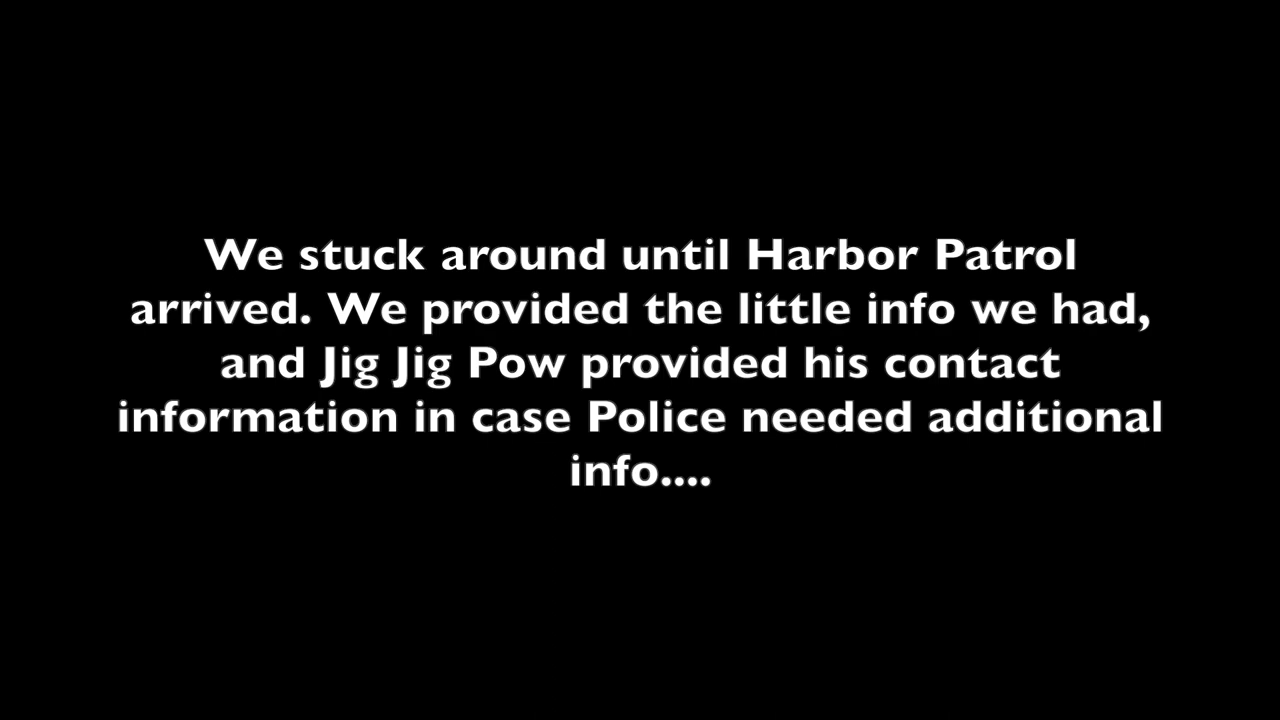 We stuck around until Harbor Patrol
arrived. We provided the little info we had,
and Jig Jig Pow provided his contact
information in case Police needed additional
info....